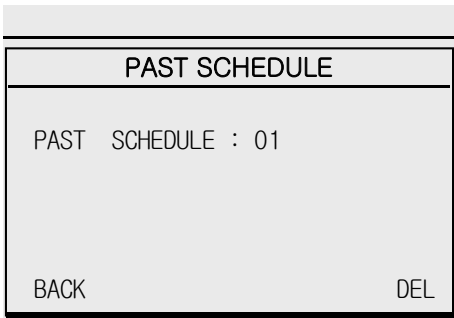 PAST SCHEDULE
PAST SCHEDULE : 01
BACK DEL